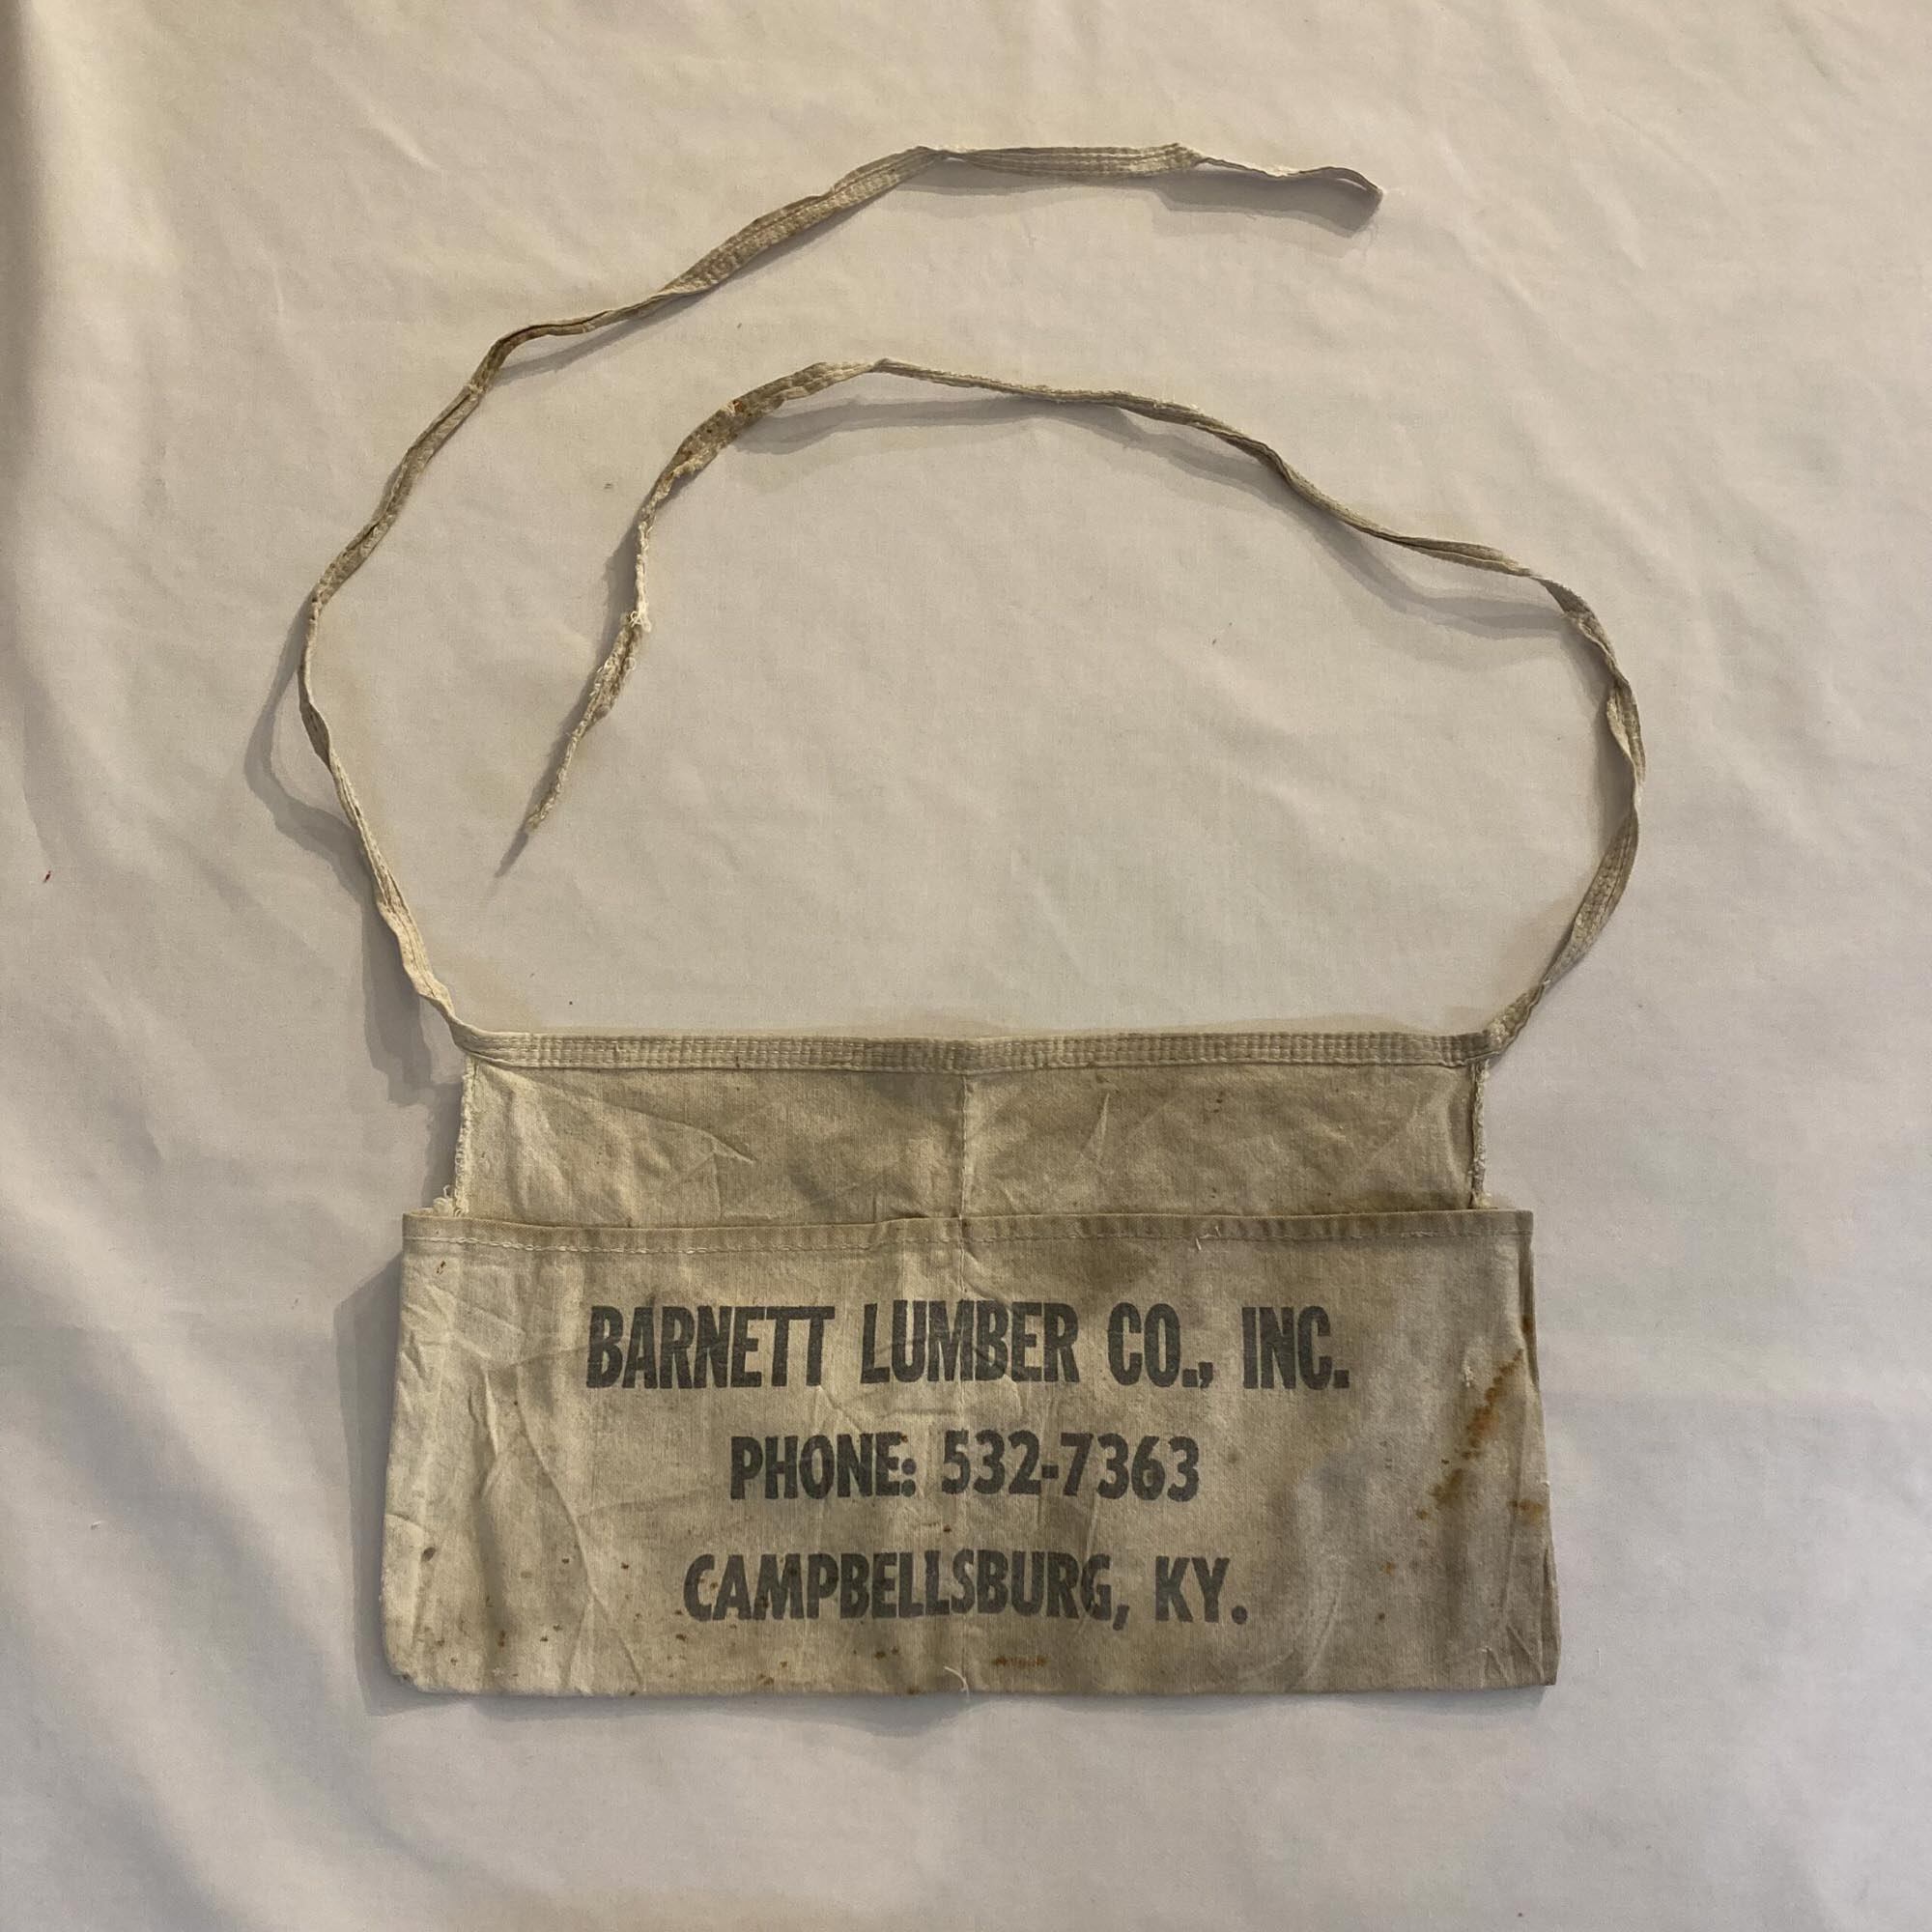 BARNETT LUMBER CO., INC.
PHONE: 532-7363
CAMPBELLSBURG, KY.